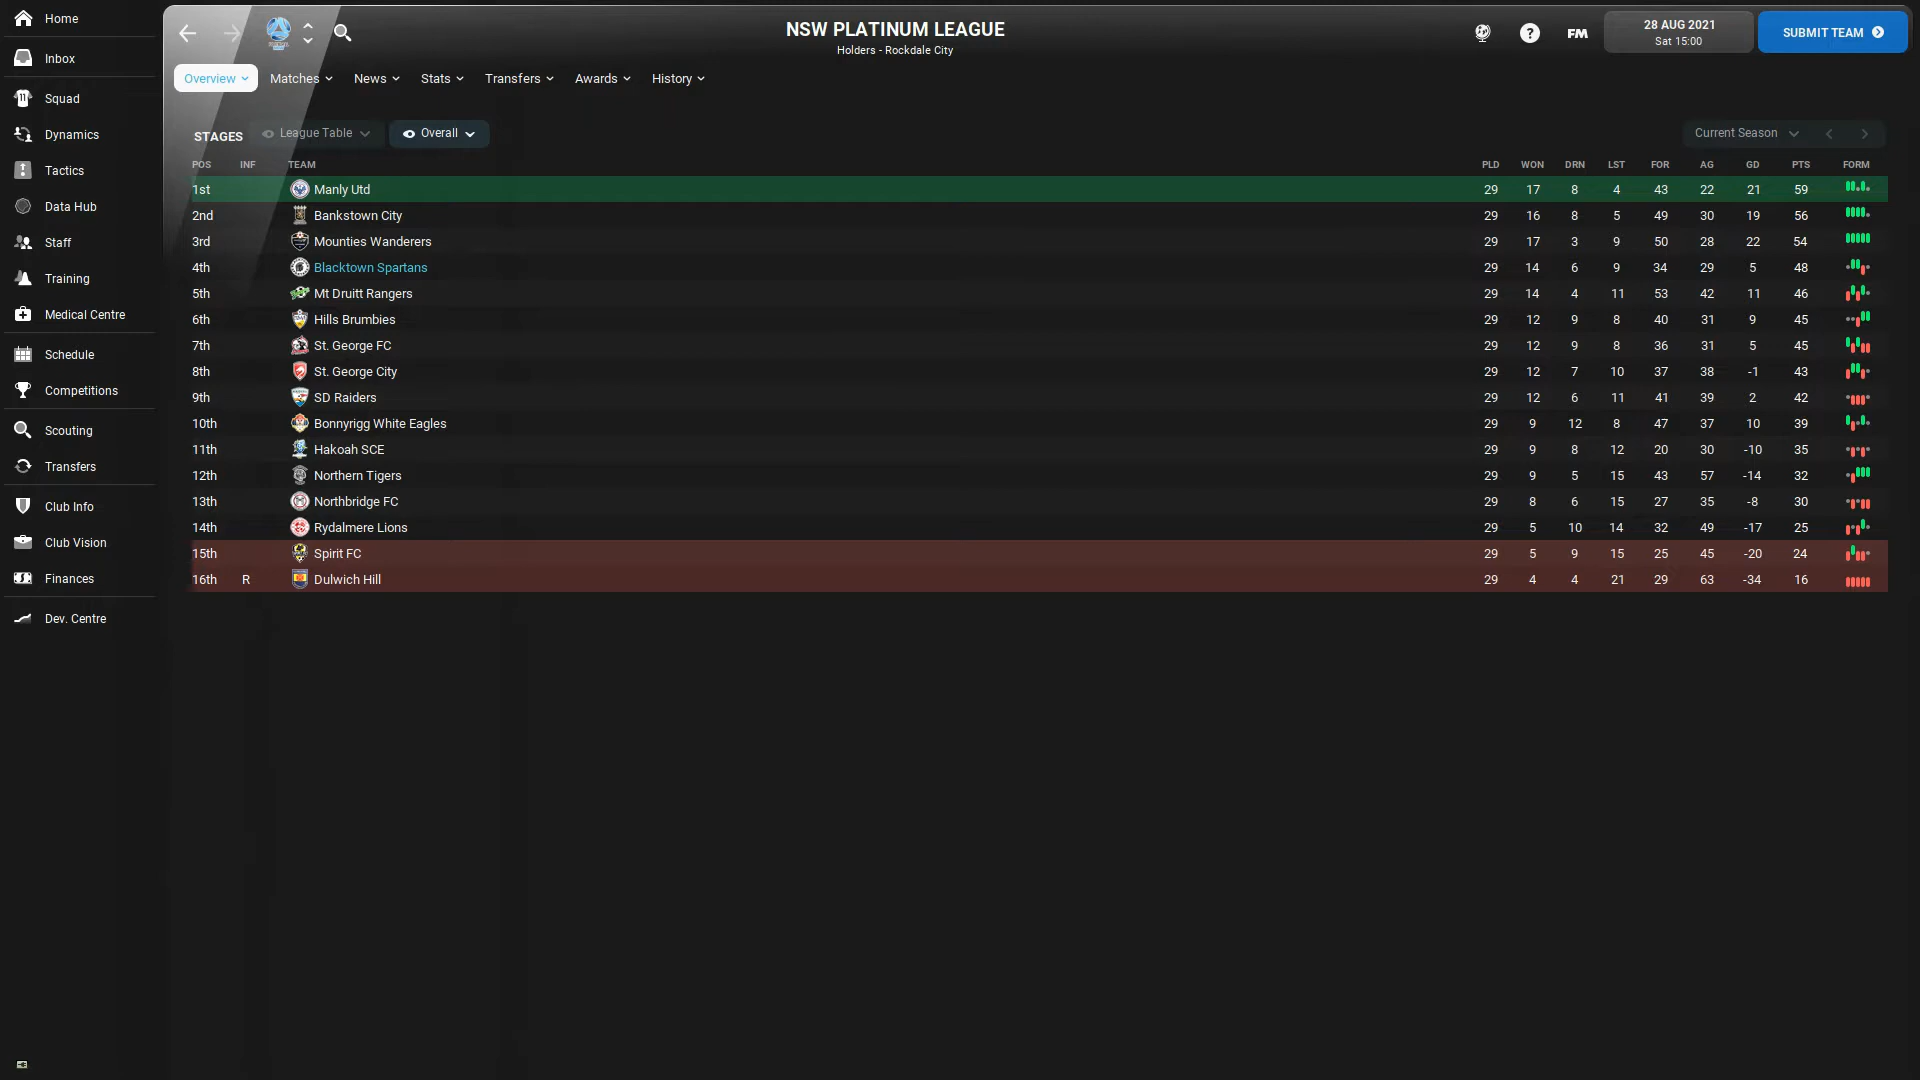 Home
Inbox
Squad
Dynamics
Tactics
Data Hub
Staff
Training
Medical Centre
Schedule
Competitions
Scouting
Transfers
Club Info
Club Vision
Finances
Dev. Centre
NSW PLATINUM LEAGUE
Holders - Rockdale City
FM
28 AUG 2021
Sat 15:00
SUBMIT TEAM
Overview Matches News Stats Transfers Awards History
STAGES League Table Overall Current Season
POS INF TEAM PLD WON DRN LST FOR AG GD PTS FORM
1st Manly Utd 29 17 8 4 43 22 21 59
2nd Bankstown City 29 16 8 5 49 30 19 56
3rd Mounties Wanderers 29 17 3 9 50 28 22 54
4th Blacktown Spartans 29 14 6 9 34 29 5 48
5th Mt Druitt Rangers 29 14 4 11 53 42 11 46
6th Hills Brumbies 29 12 9 8 40 31 9 45
7th St. George FC 29 12 9 8 36 31 5 45
8th St. George City 29 12 7 10 37 38 -1 43
9th SD Raiders 29 12 6 11 41 39 2 42
10th Bonnyrigg White Eagles 29 9 12 8 47 37 10 39
11th Hakoah SCE 29 9 8 12 20 30 -10 35
12th Northern Tigers 29 9 5 15 43 57 -14 32
13th Northbridge FC 29 8 6 15 27 35 -8 30
14th Rydalmere Lions 29 5 10 14 32 49 -17 25
15th Spirit FC 29 5 9 15 25 45 -20 24
16th R Dulwich Hill 29 4 4 21 29 63 -34 16